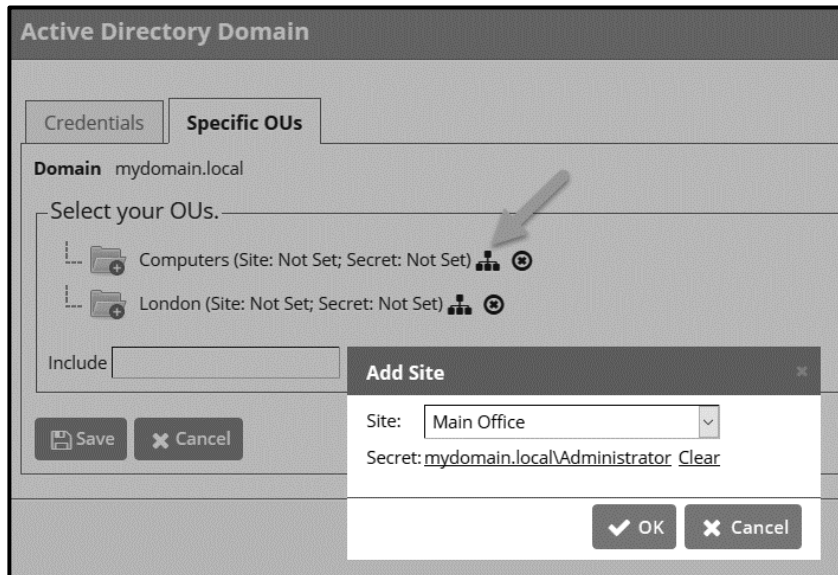 Active Directory Domain
Credentials
Specific OUs
Domain mydomain.local
Select your OUs.
Computers (Site: Not Set; Secret: Not Set)
London (Site: Not Set; Secret: Not Set)
Include
Add Site
Site: Main Office
Secret: mydomain.local\Administrator Clear
Save Cancel
OK Cancel